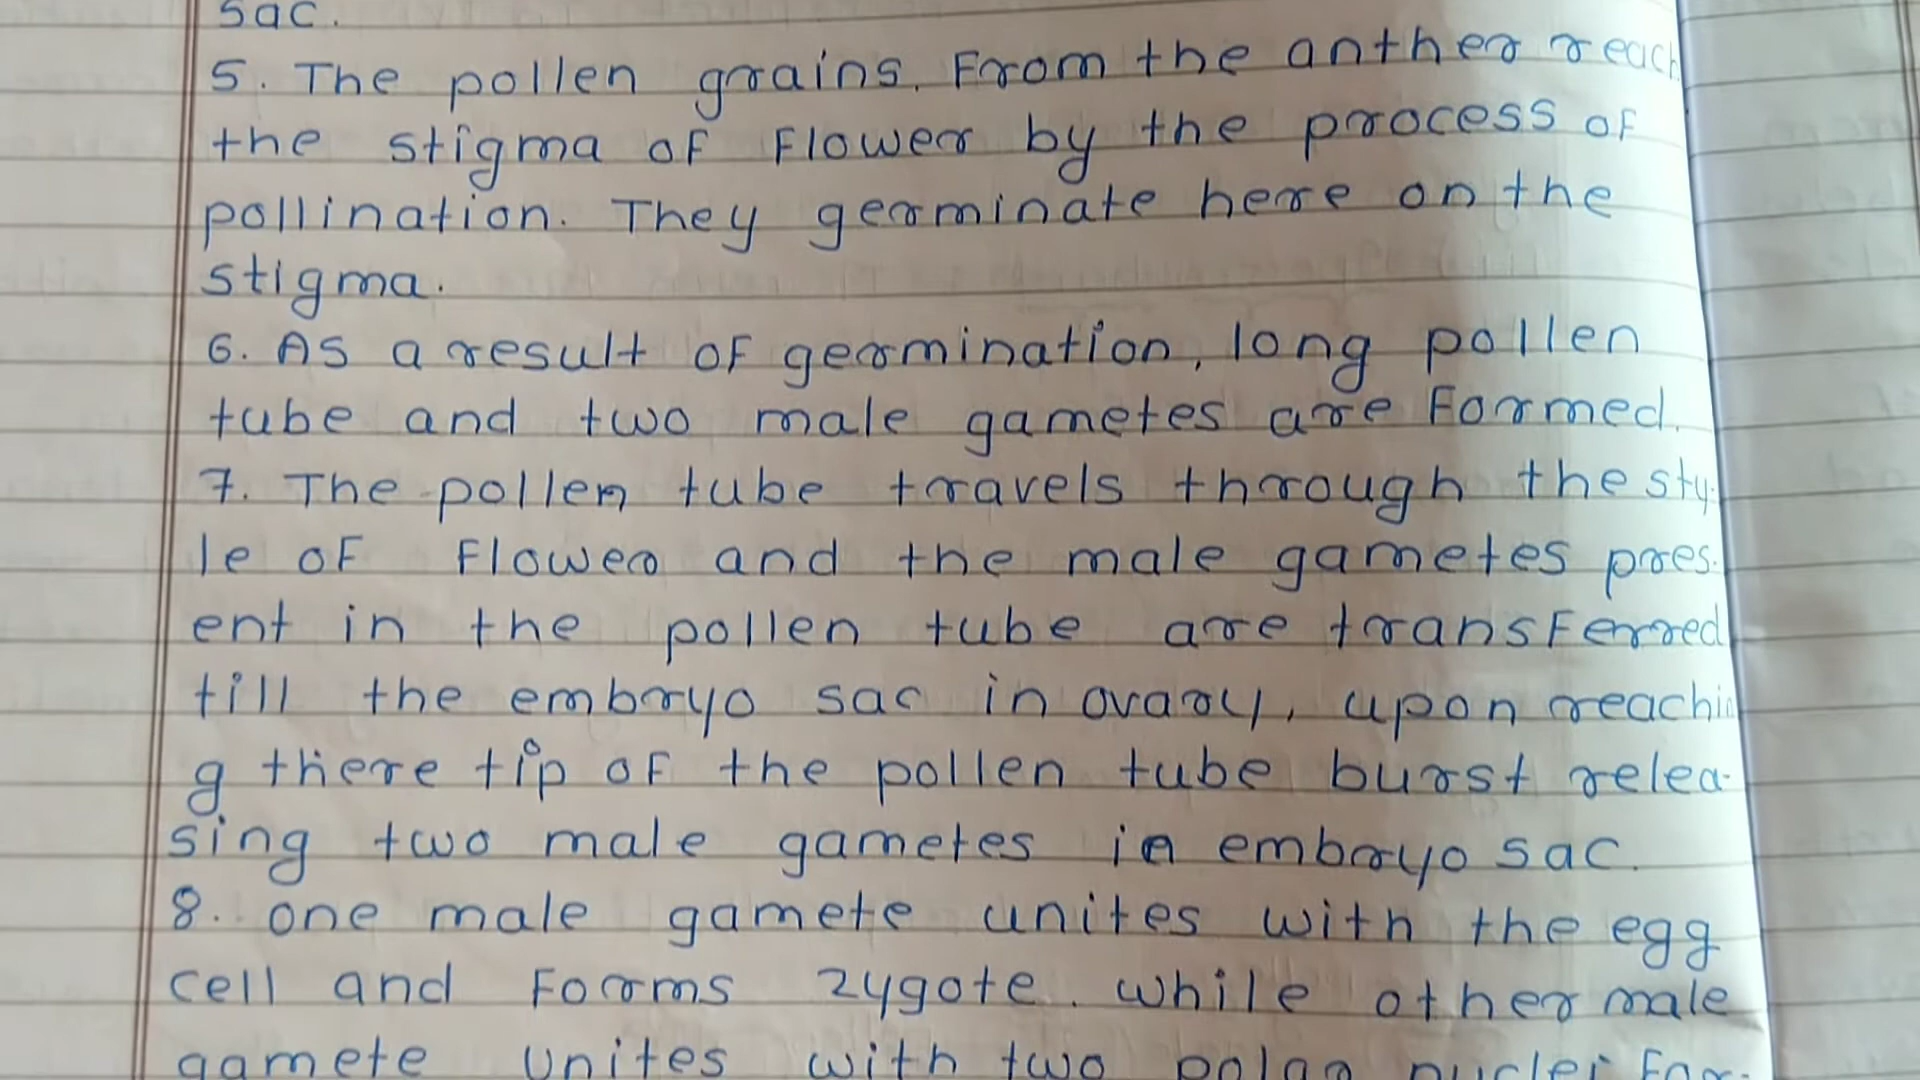 sac.
5. The pollen grains. From the anther reach
the stigma of Flower by the process of
pollination. They germinate here on the
stigma.
6. As a result of germination, long pollen
tube and two male gametes are Formed.
7. The pollen tube travels through the sty-
le of Flower and the male gametes pres-
ent in the pollen tube are transferred
till the embryo sac in ovary, upon reachin
g there tip of the pollen tube burst relea-
sing two male gametes in embryo sac.
8. one male gamete unites with the egg
cell and Forms zygote. while other male
gamete unites with two polar nuclei For-